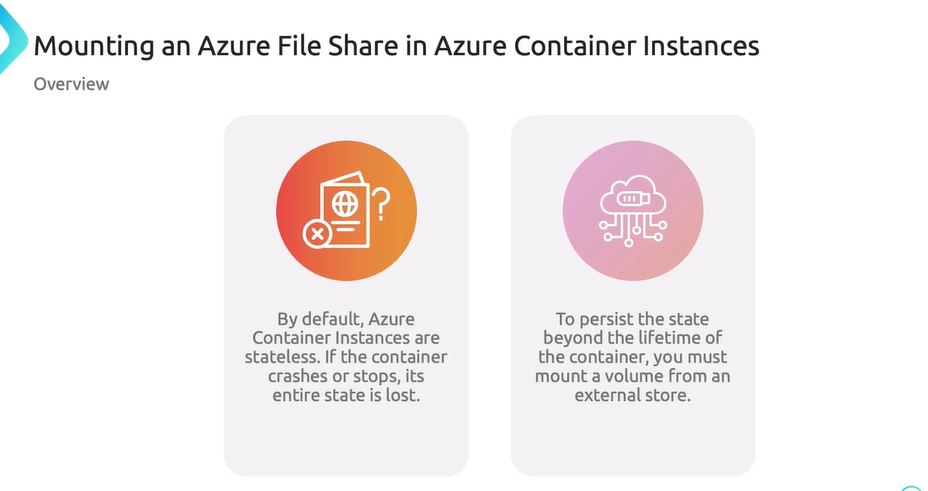 Mounting an Azure File Share in Azure Container Instances
Overview
By default, Azure
Container Instances are
stateless. If the container
crashes or stops, its
entire state is lost.
To persist the state
beyond the lifetime of
the container, you must
mount a volume from an
external store.